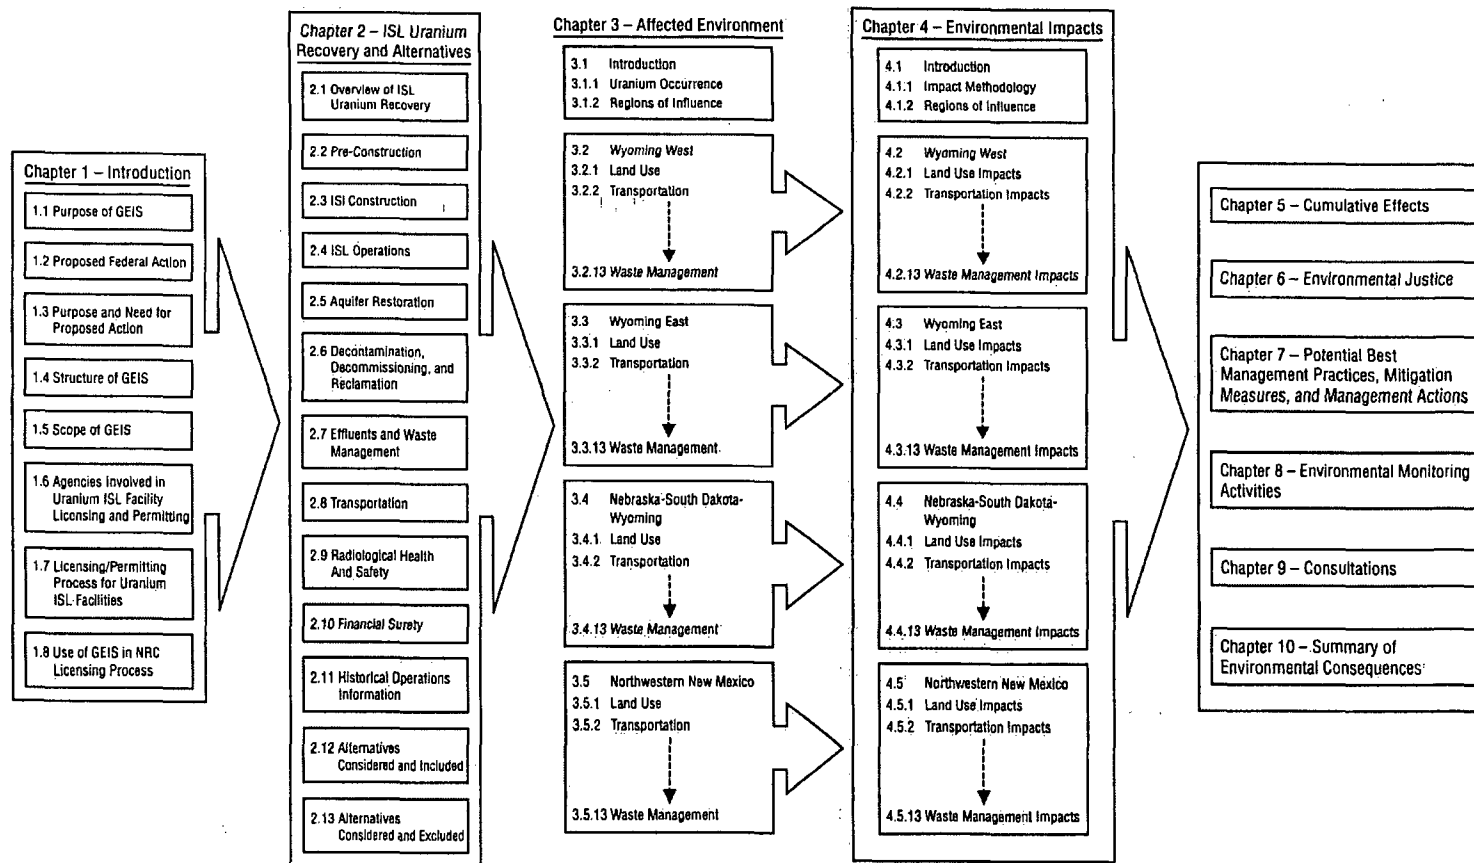 Chapter 1 – Introduction
1.1 Purpose of GEIS
1.2 Proposed Federal Action
1.3 Purpose and Need for
Proposed Action
1.4 Structure of GEIS
1.5 Scope of GEIS
1.6 Agencies Involved in
Uranium ISL Facility
Licensing and Permitting
1.7 Licensing/Permitting
Process for Uranium
ISL Facilities
1.8 Use of GEIS in NRC
Licensing Process
Chapter 2 – ISL Uranium
Recovery and Alternatives
2.1 Overview of ISL
Uranium Recovery
2.2 Pre-Construction
2.3 ISl Construction
2.4 ISL Operations
2.5 Aquifer Restoration
2.6 Decontamination,
Decommissioning, and
Reclamation
2.7 Effluents and Waste
Management
2.8 Transportation
2.9 Radiological Health
And Safety
2.10 Financial Surety
2.11 Historical Operations
Information
2.12 Alternatives
Considered and Included
2.13 Alternatives
Considered and Excluded
Chapter 3 – Affected Environment
3.1 Introduction
3.1.1 Uranium Occurrence
3.1.2 Regions of Influence
3.2 Wyoming West
3.2.1 Land Use
3.2.2 Transportation
3.2.13 Waste Management
3.3 Wyoming East
3.3.1 Land Use
3.3.2 Transportation
3.3.13 Waste Management
3.4 Nebraska-South Dakota-
Wyoming
3.4.1 Land Use
3.4.2 Transportation
3.4.13 Waste Management
3.5 Northwestern New Mexico
3.5.1 Land Use
3.5.2 Transportation
3.5.13 Waste Management
Chapter 4 – Environmental Impacts
4.1 Introduction
4.1.1 Impact Methodology
4.1.2 Regions of Influence
4.2 Wyoming West
4.2.1 Land Use Impacts
4.2.2 Transportation Impacts
4.2.13 Waste Management Impacts
4.3 Wyoming East
4.3.1 Land Use Impacts
4.3.2 Transportation Impacts
4.3.13 Waste Management Impacts
4.4 Nebraska-South Dakota-
Wyoming
4.4.1 Land Use Impacts
4.4.2 Transportation Impacts
4.4.13 Waste Management Impacts
4.5 Northwestern New Mexico
4.5.1 Land Use Impacts
4.5.2 Transportation Impacts
4.5.13 Waste Management Impacts
Chapter 5 – Cumulative Effects
Chapter 6 – Environmental Justice
Chapter 7 – Potential Best
Management Practices, Mitigation
Measures, and Management Actions
Chapter 8 – Environmental Monitoring
Activities
Chapter 9 – Consultations
Chapter 10 – Summary of
Environmental Consequences